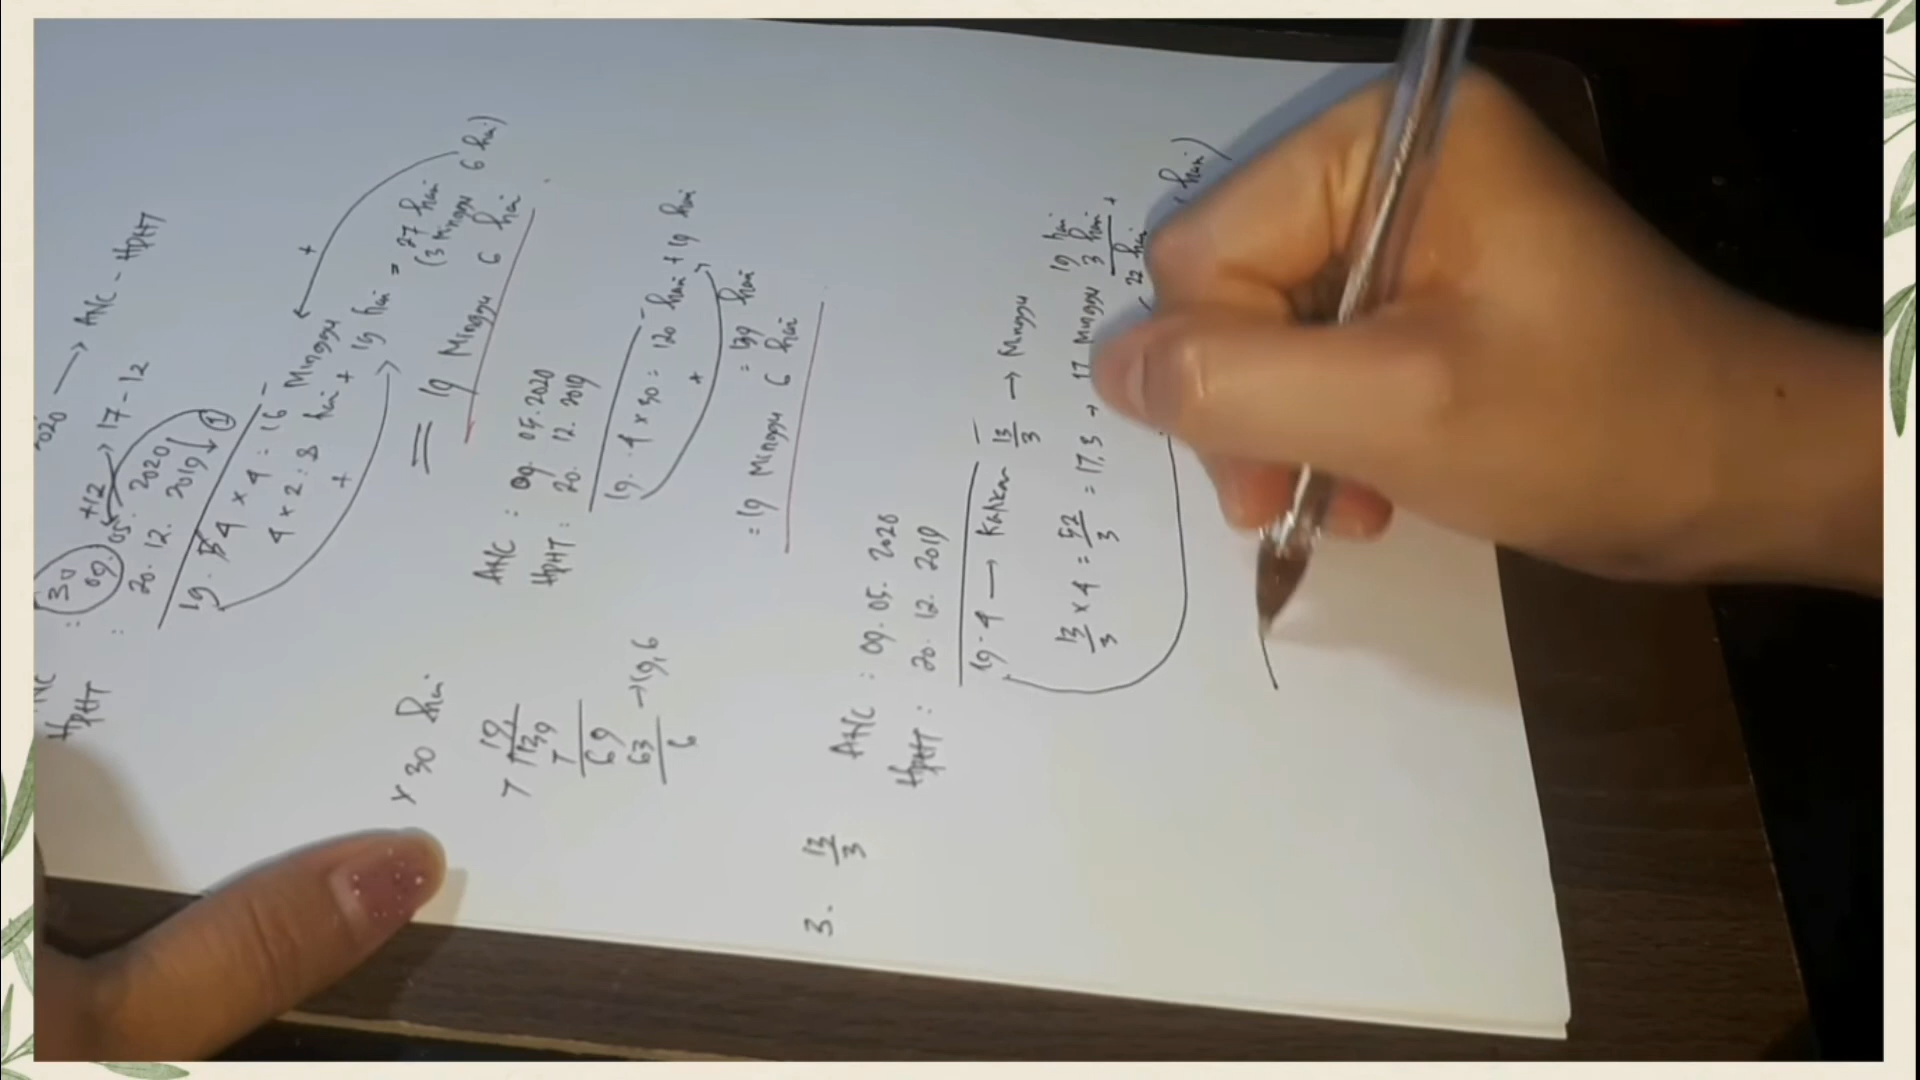 2020 → ANC - HPHT
HPHT :
30
09. 05. 2020
+12 → 17-12
20. 12. 2019 ↓ ①
19. 4 × 4 = 16 Minggu
4 × 2 = 8 hari + 19 hari = 27 hari
(3 Minggu 6 hari)
+
+
= 19 Minggu 6 hari
× 30 hari
ANC : 09. 05. 2020
HPHT : 20. 12. 2019
19. 4 × 30 = 120 hari + 19 hari
+
= 139 hari
= 19 Minggu 6 hari
19
7 139
7
69
63 → 19,6
6
3. 13/3
ANC : 09. 05. 2020
HPHT : 20. 12. 2019
19 - 4 → Kalikan 13/3 → Minggu
13/3 × 4 = 52/3 = 17,3 → 17 Minggu 3 hari
19 hari
+
22 hari
hari)